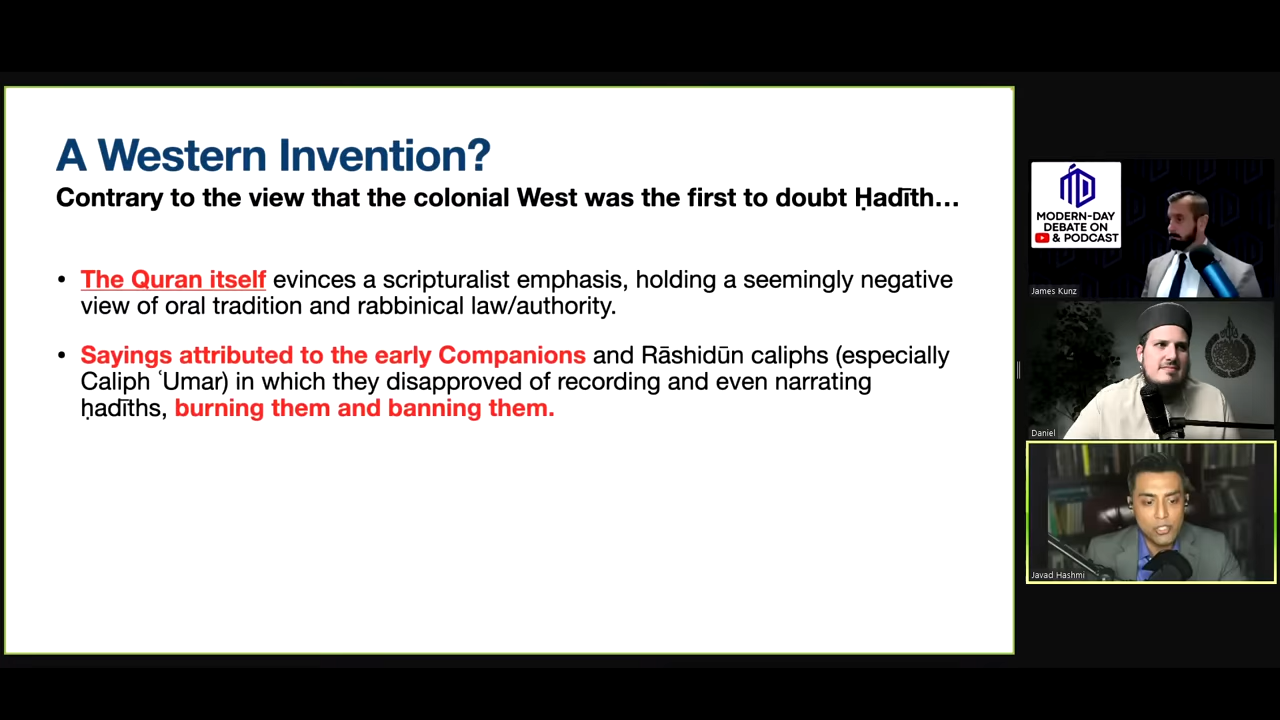 A Western Invention?
Contrary to the view that the colonial West was the first to doubt Ḥadīth…
• The Quran itself evinces a scripturalist emphasis, holding a seemingly negative
view of oral tradition and rabbinical law/authority.
• Sayings attributed to the early Companions and Rāshidūn caliphs (especially
Caliph ʿUmar) in which they disapproved of recording and even narrating
ḥadīths, burning them and banning them.
MODERN-DAY
DEBATE ON
& PODCAST
James Kunz
Daniel
Javad Hashmi